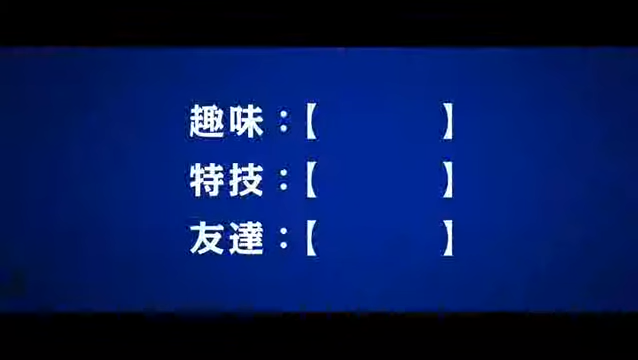 趣味：【　　　】
特技：【　　　】
友達：【　　　】